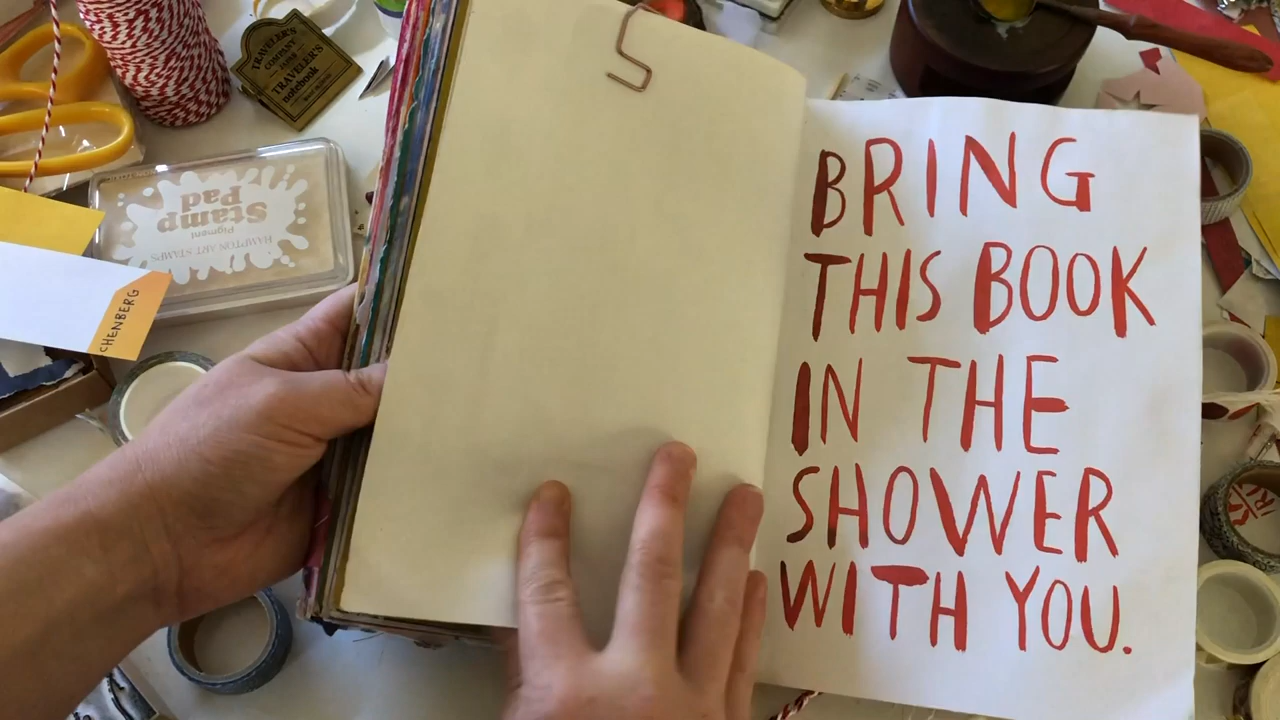 TRAVELER'S
COMPANY
JAPAN
TRAVELER'S
notebook
Stamp
Pad
Pigment
HAMPTON ART STAMPS
CHENBERG
BRING
THIS BOOK
IN THE
SHOWER
WITH YOU.